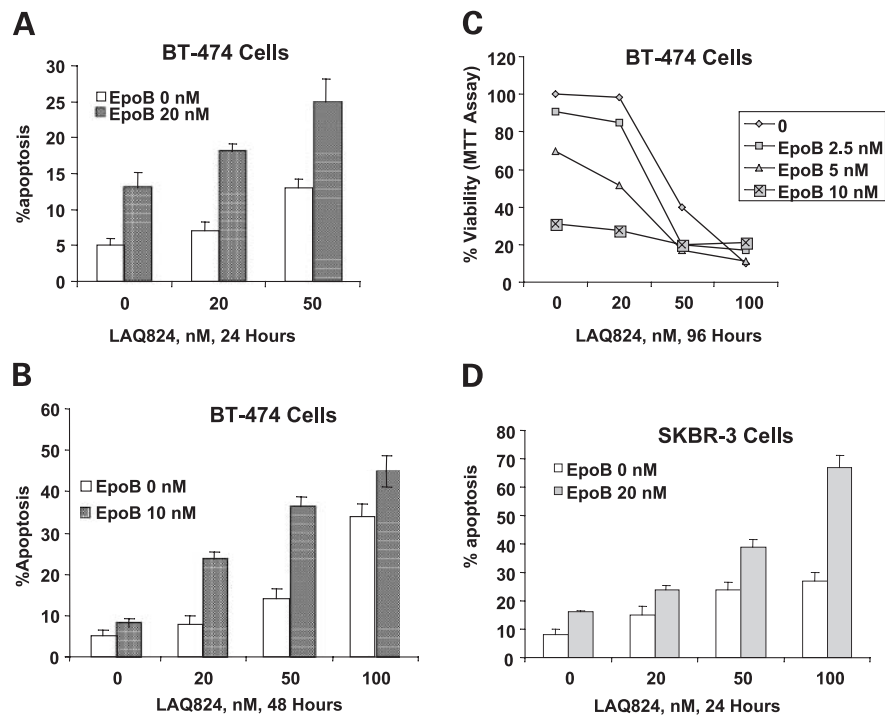 A
BT-474 Cells
30
25
20
15
10
5
0
%apoptosis
EpoB 0 nM
EpoB 20 nM
0 20 50
LAQ824, nM, 24 Hours
B
BT-474 Cells
60
50
40
30
20
10
0
%Apoptosis
EpoB 0 nM
EpoB 10 nM
0 20 50 100
LAQ824, nM, 48 Hours
C
BT-474 Cells
120
100
80
60
40
20
0
% Viability (MTT Assay)
0
EpoB 2.5 nM
EpoB 5 nM
EpoB 10 nM
0 20 50 100
LAQ824, nM, 96 Hours
D
SKBR-3 Cells
80
70
60
50
40
30
20
10
0
% apoptosis
EpoB 0 nM
EpoB 20 nM
0 20 50 100
LAQ824, nM, 24 Hours